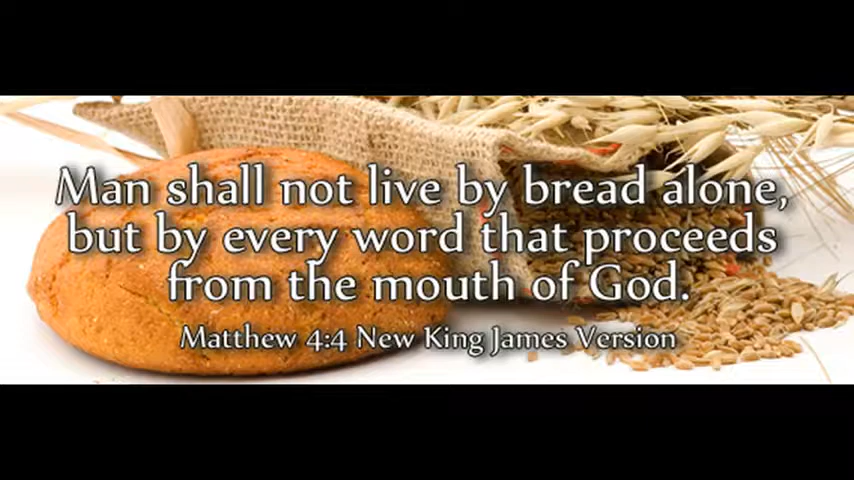 Man shall not live by bread alone,
but by every word that proceeds
from the mouth of God.
Matthew 4:4 New King James Version